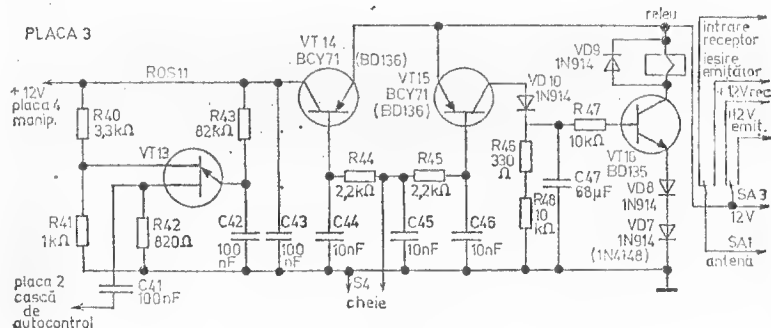 PLACA 3
+12V
placa 4
manip.
ROS11
R40
3,3kΩ
R43
82kΩ
VT13
R41
1kΩ
R42
820Ω
C41
100nF
placa 2
cască
de
autocontrol
C42
100
nF
C43
100
nF
VT14
BCY71
(BD136)
R44
2,2kΩ
R45
2,2kΩ
C44
10nF
C45
10nF
C46
10nF
S4
cheie
VT15
BCY71
(BD136)
VD10
1N914
R46
330
Ω
R48
10
kΩ
C47
68µF
R47
10kΩ
VD9
1N914
releu
VT16
BD135
VD8
1N914
VD7
1N914
(1N4148)
intrare
receptor
ieşire
emiţător
+12Vrec
+12V
emit.
SA3
12V
SA1
antenă